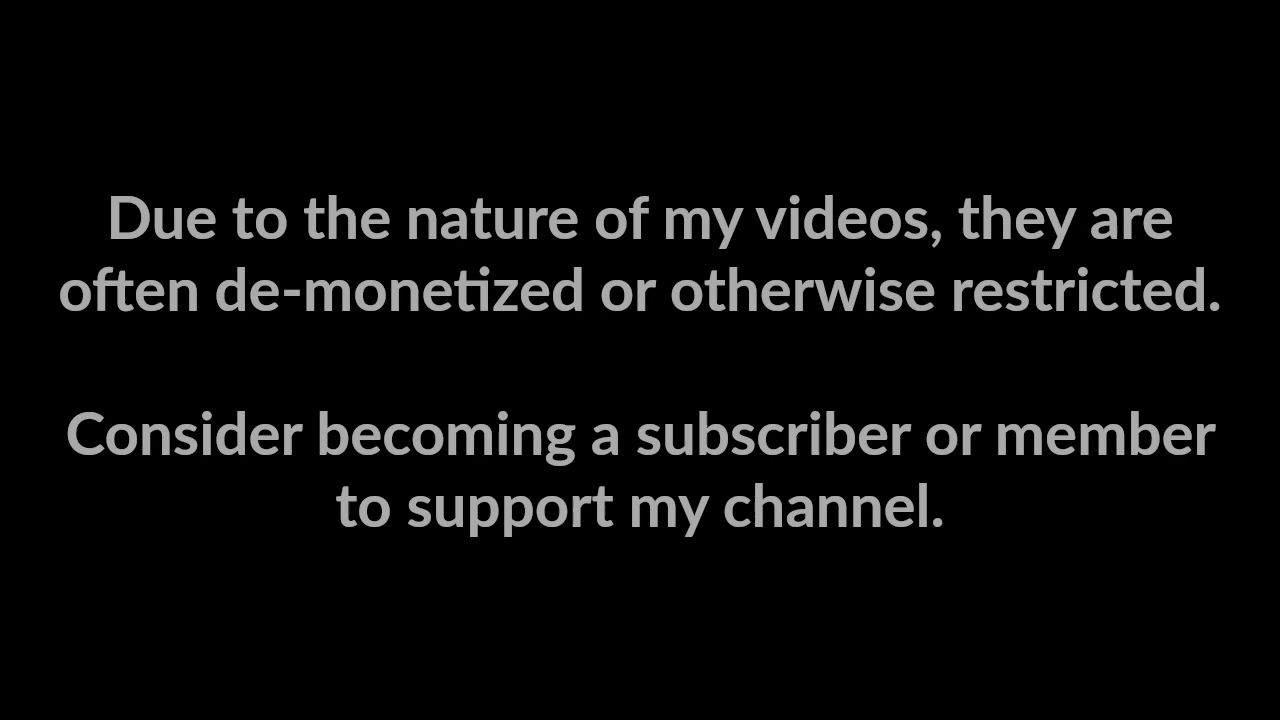 Due to the nature of my videos, they are
often de-monetized or otherwise restricted.
Consider becoming a subscriber or member
to support my channel.